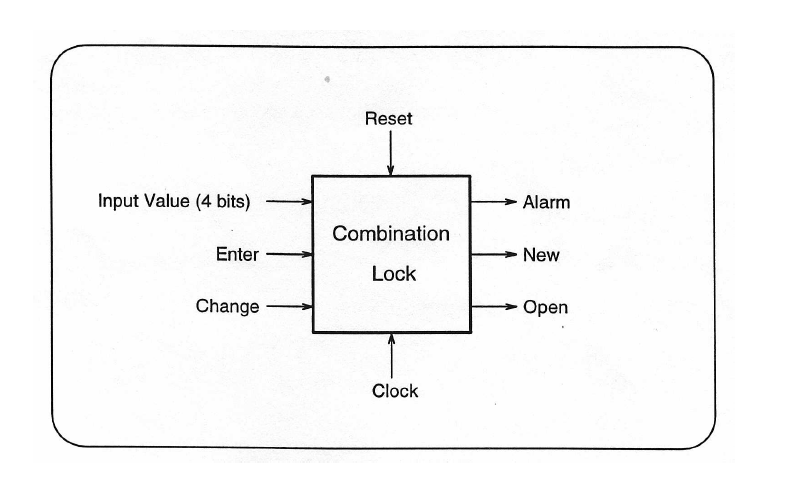 Reset
Input Value (4 bits)
Alarm
Combination
Enter
New
Lock
Change
Open
Clock